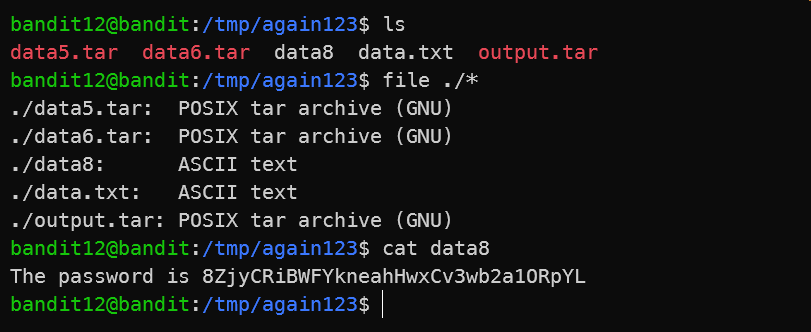 bandit12@bandit:/tmp/again123$ ls
data5.tar  data6.tar  data8  data.txt  output.tar
bandit12@bandit:/tmp/again123$ file ./*
./data5.tar:  POSIX tar archive (GNU)
./data6.tar:  POSIX tar archive (GNU)
./data8:      ASCII text
./data.txt:   ASCII text
./output.tar: POSIX tar archive (GNU)
bandit12@bandit:/tmp/again123$ cat data8
The password is 8ZjyCRiBWFYkneahHwxCv3wb2a1ORpYL
bandit12@bandit:/tmp/again123$